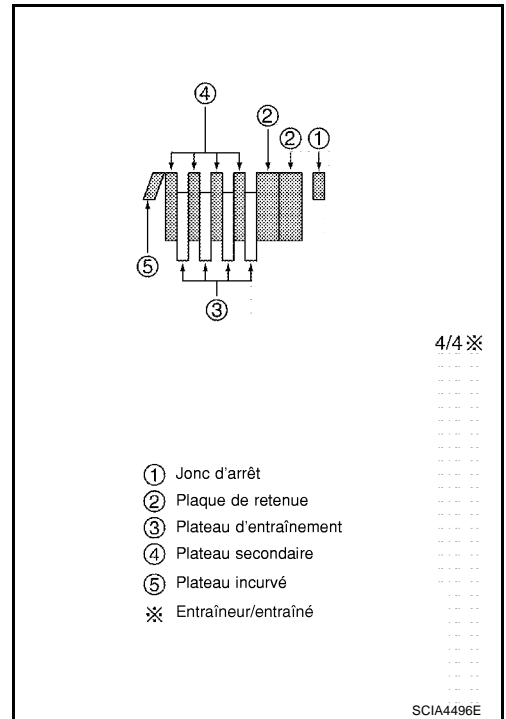 ④
②
② ①
⑤
③
4/4※
① Jonc d'arrêt
② Plaque de retenue
③ Plateau d'entraînement
④ Plateau secondaire
⑤ Plateau incurvé
※ Entraîneur/entraîné
SCIA4496E